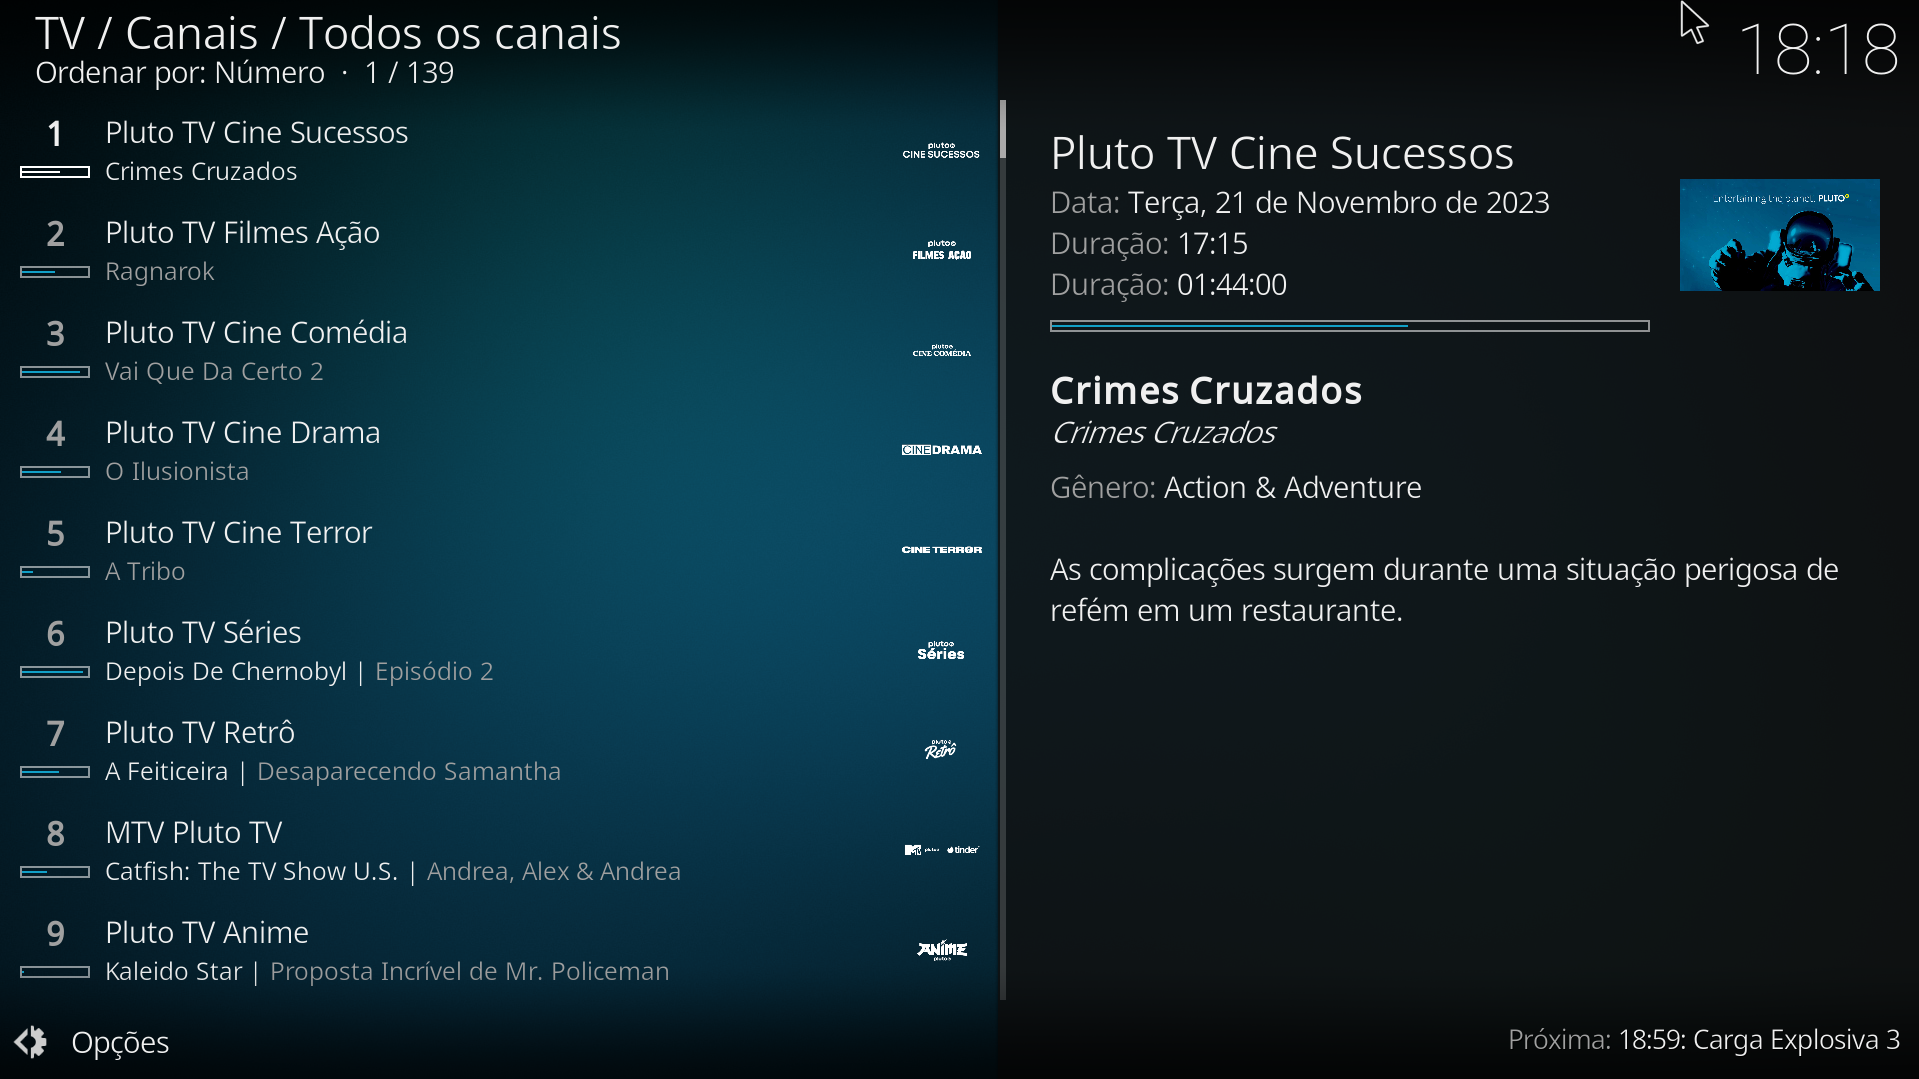 TV / Canais / Todos os canais
Ordenar por: Número · 1 / 139
18:18
1
Pluto TV Cine Sucessos
Crimes Cruzados
pluto
CINE SUCESSOS
2
Pluto TV Filmes Ação
Ragnarok
pluto
FILMES AÇÃO
3
Pluto TV Cine Comédia
Vai Que Da Certo 2
pluto
CINE COMÉDIA
4
Pluto TV Cine Drama
O Ilusionista
CINE DRAMA
5
Pluto TV Cine Terror
A Tribo
CINE TERROR
6
Pluto TV Séries
Depois De Chernobyl | Episódio 2
pluto
Séries
7
Pluto TV Retrô
A Feiticeira | Desaparecendo Samantha
pluto
Retrô
8
MTV Pluto TV
Catfish: The TV Show U.S. | Andrea, Alex & Andrea
MTV pluto tinder
9
Pluto TV Anime
Kaleido Star | Proposta Incrível de Mr. Policeman
ANIME
pluto
Opções
Pluto TV Cine Sucessos
Data: Terça, 21 de Novembro de 2023
Duração: 17:15
Duração: 01:44:00
Entertaining the planet. PLUTO
Crimes Cruzados
Crimes Cruzados
Gênero: Action & Adventure
As complicações surgem durante uma situação perigosa de
refém em um restaurante.
Próxima: 18:59: Carga Explosiva 3